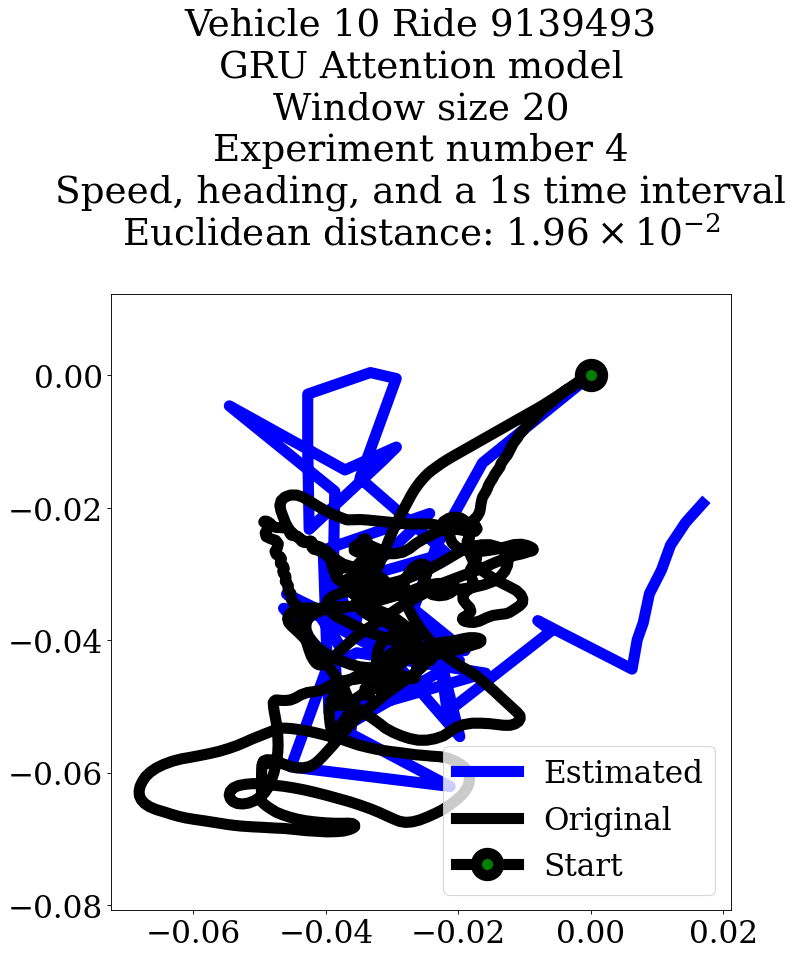 Vehicle 10 Ride 9139493
GRU Attention model
Window size 20
Experiment number 4
Speed, heading, and a 1s time interval
Euclidean distance: 1.96 × 10⁻²
0.00
−0.02
−0.04
−0.06
−0.08
Estimated
Original
Start
−0.06 −0.04 −0.02 0.00 0.02